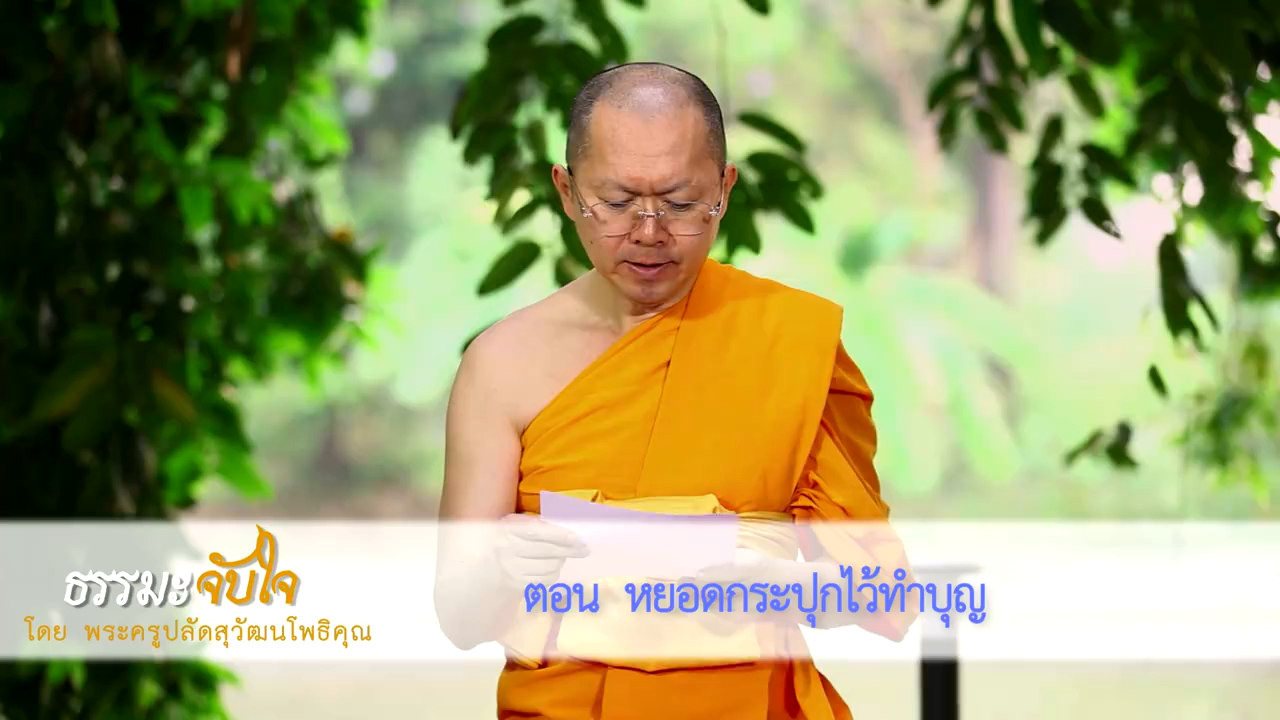 ธรรมะจับใจ
โดย พระครูปลัดสุวัฒนโพธิคุณ
ตอน หยอดกระปุกไว้ทำบุญ